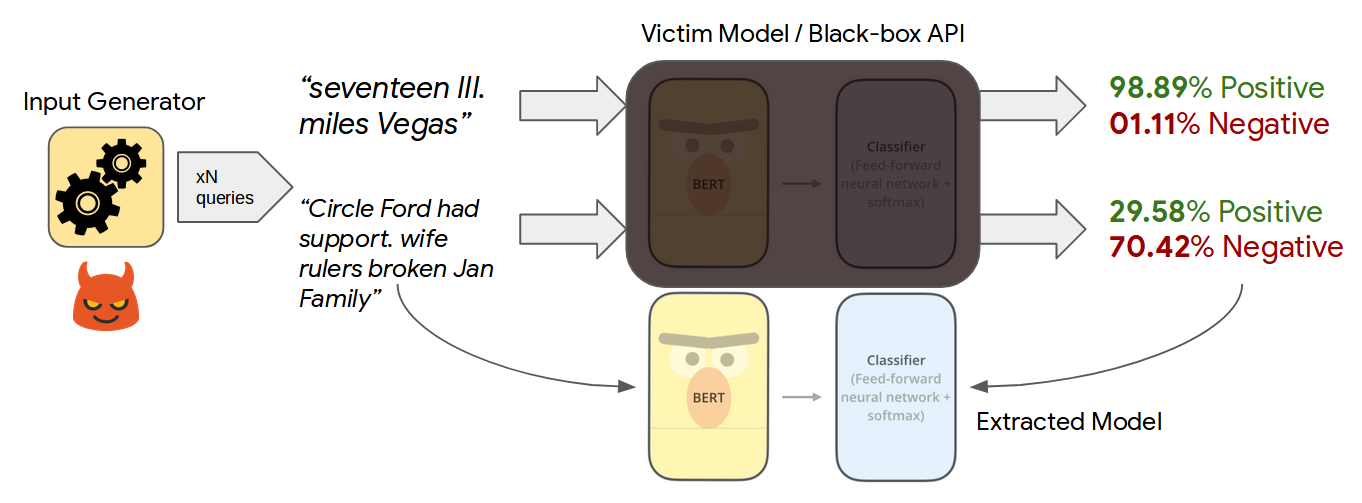 Victim Model / Black-box API
Input Generator
xN
queries
“seventeen III.
miles Vegas”
“Circle Ford had
support. wife
rulers broken Jan
Family”
BERT
Classifier
(Feed-forward
neural network +
softmax)
98.89% Positive
01.11% Negative
29.58% Positive
70.42% Negative
BERT
Classifier
(Feed-forward
neural network +
softmax)
Extracted Model